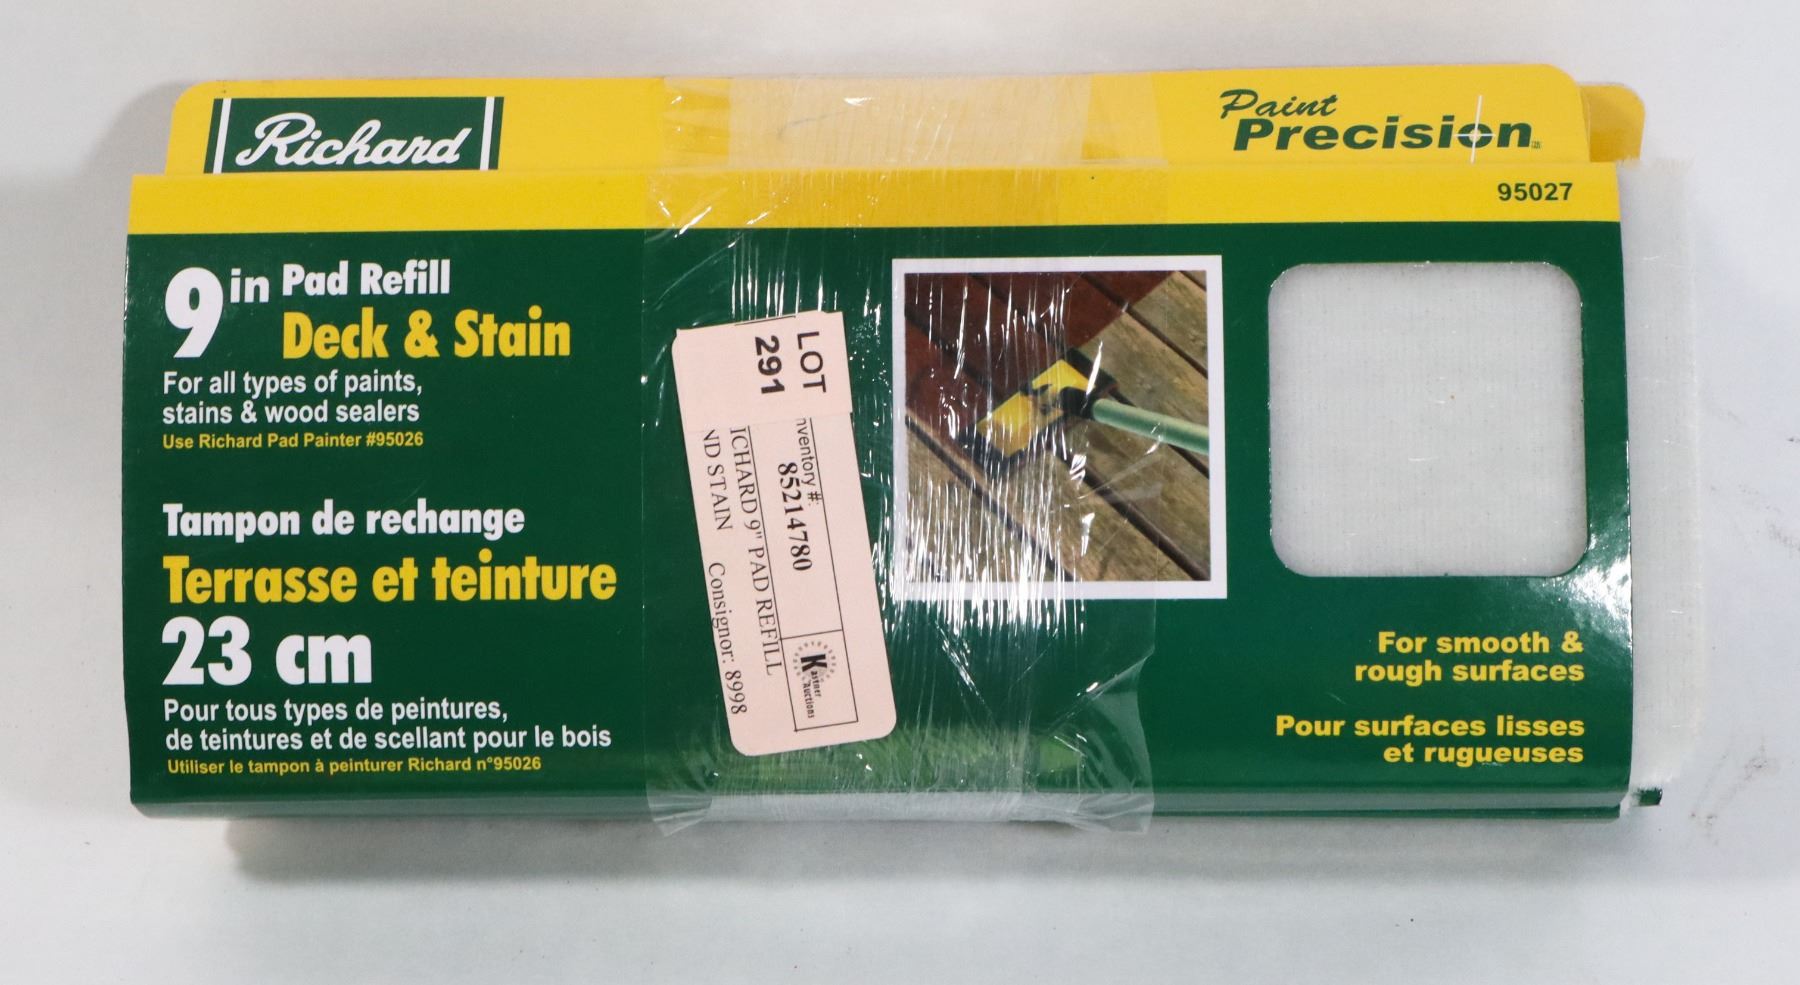 Richard
Paint
Precision
95027
9 in Pad Refill
Deck & Stain
For all types of paints,
stains & wood sealers
Use Richard Pad Painter #95026
Tampon de rechange
Terrasse et teinture
23 cm
Pour tous types de peintures,
de teintures et de scellant pour le bois
Utiliser le tampon à peinturer Richard n°95026
LOT
291
nventory #:
85214780
ICHARD 9" PAD REFILL
ND STAIN Consignor: 8998
Kastner
Auctions
For smooth &
rough surfaces
Pour surfaces lisses
et rugueuses